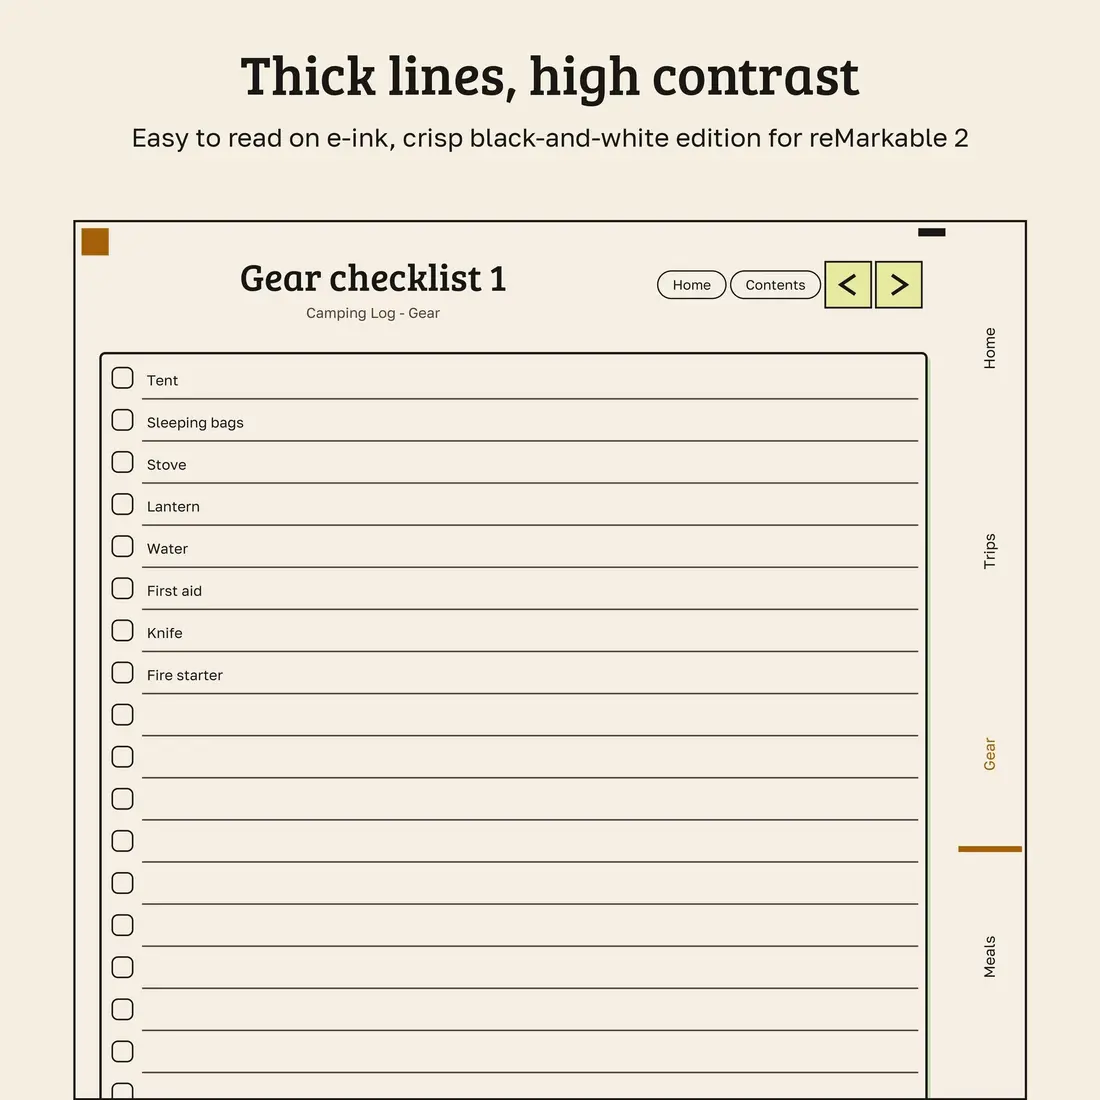 Thick lines, high contrast
Easy to read on e-ink, crisp black-and-white edition for reMarkable 2
Gear checklist 1
Camping Log - Gear
Home
Contents
<
>
Tent
Sleeping bags
Stove
Lantern
Water
First aid
Knife
Fire starter
Home
Trips
Gear
Meals